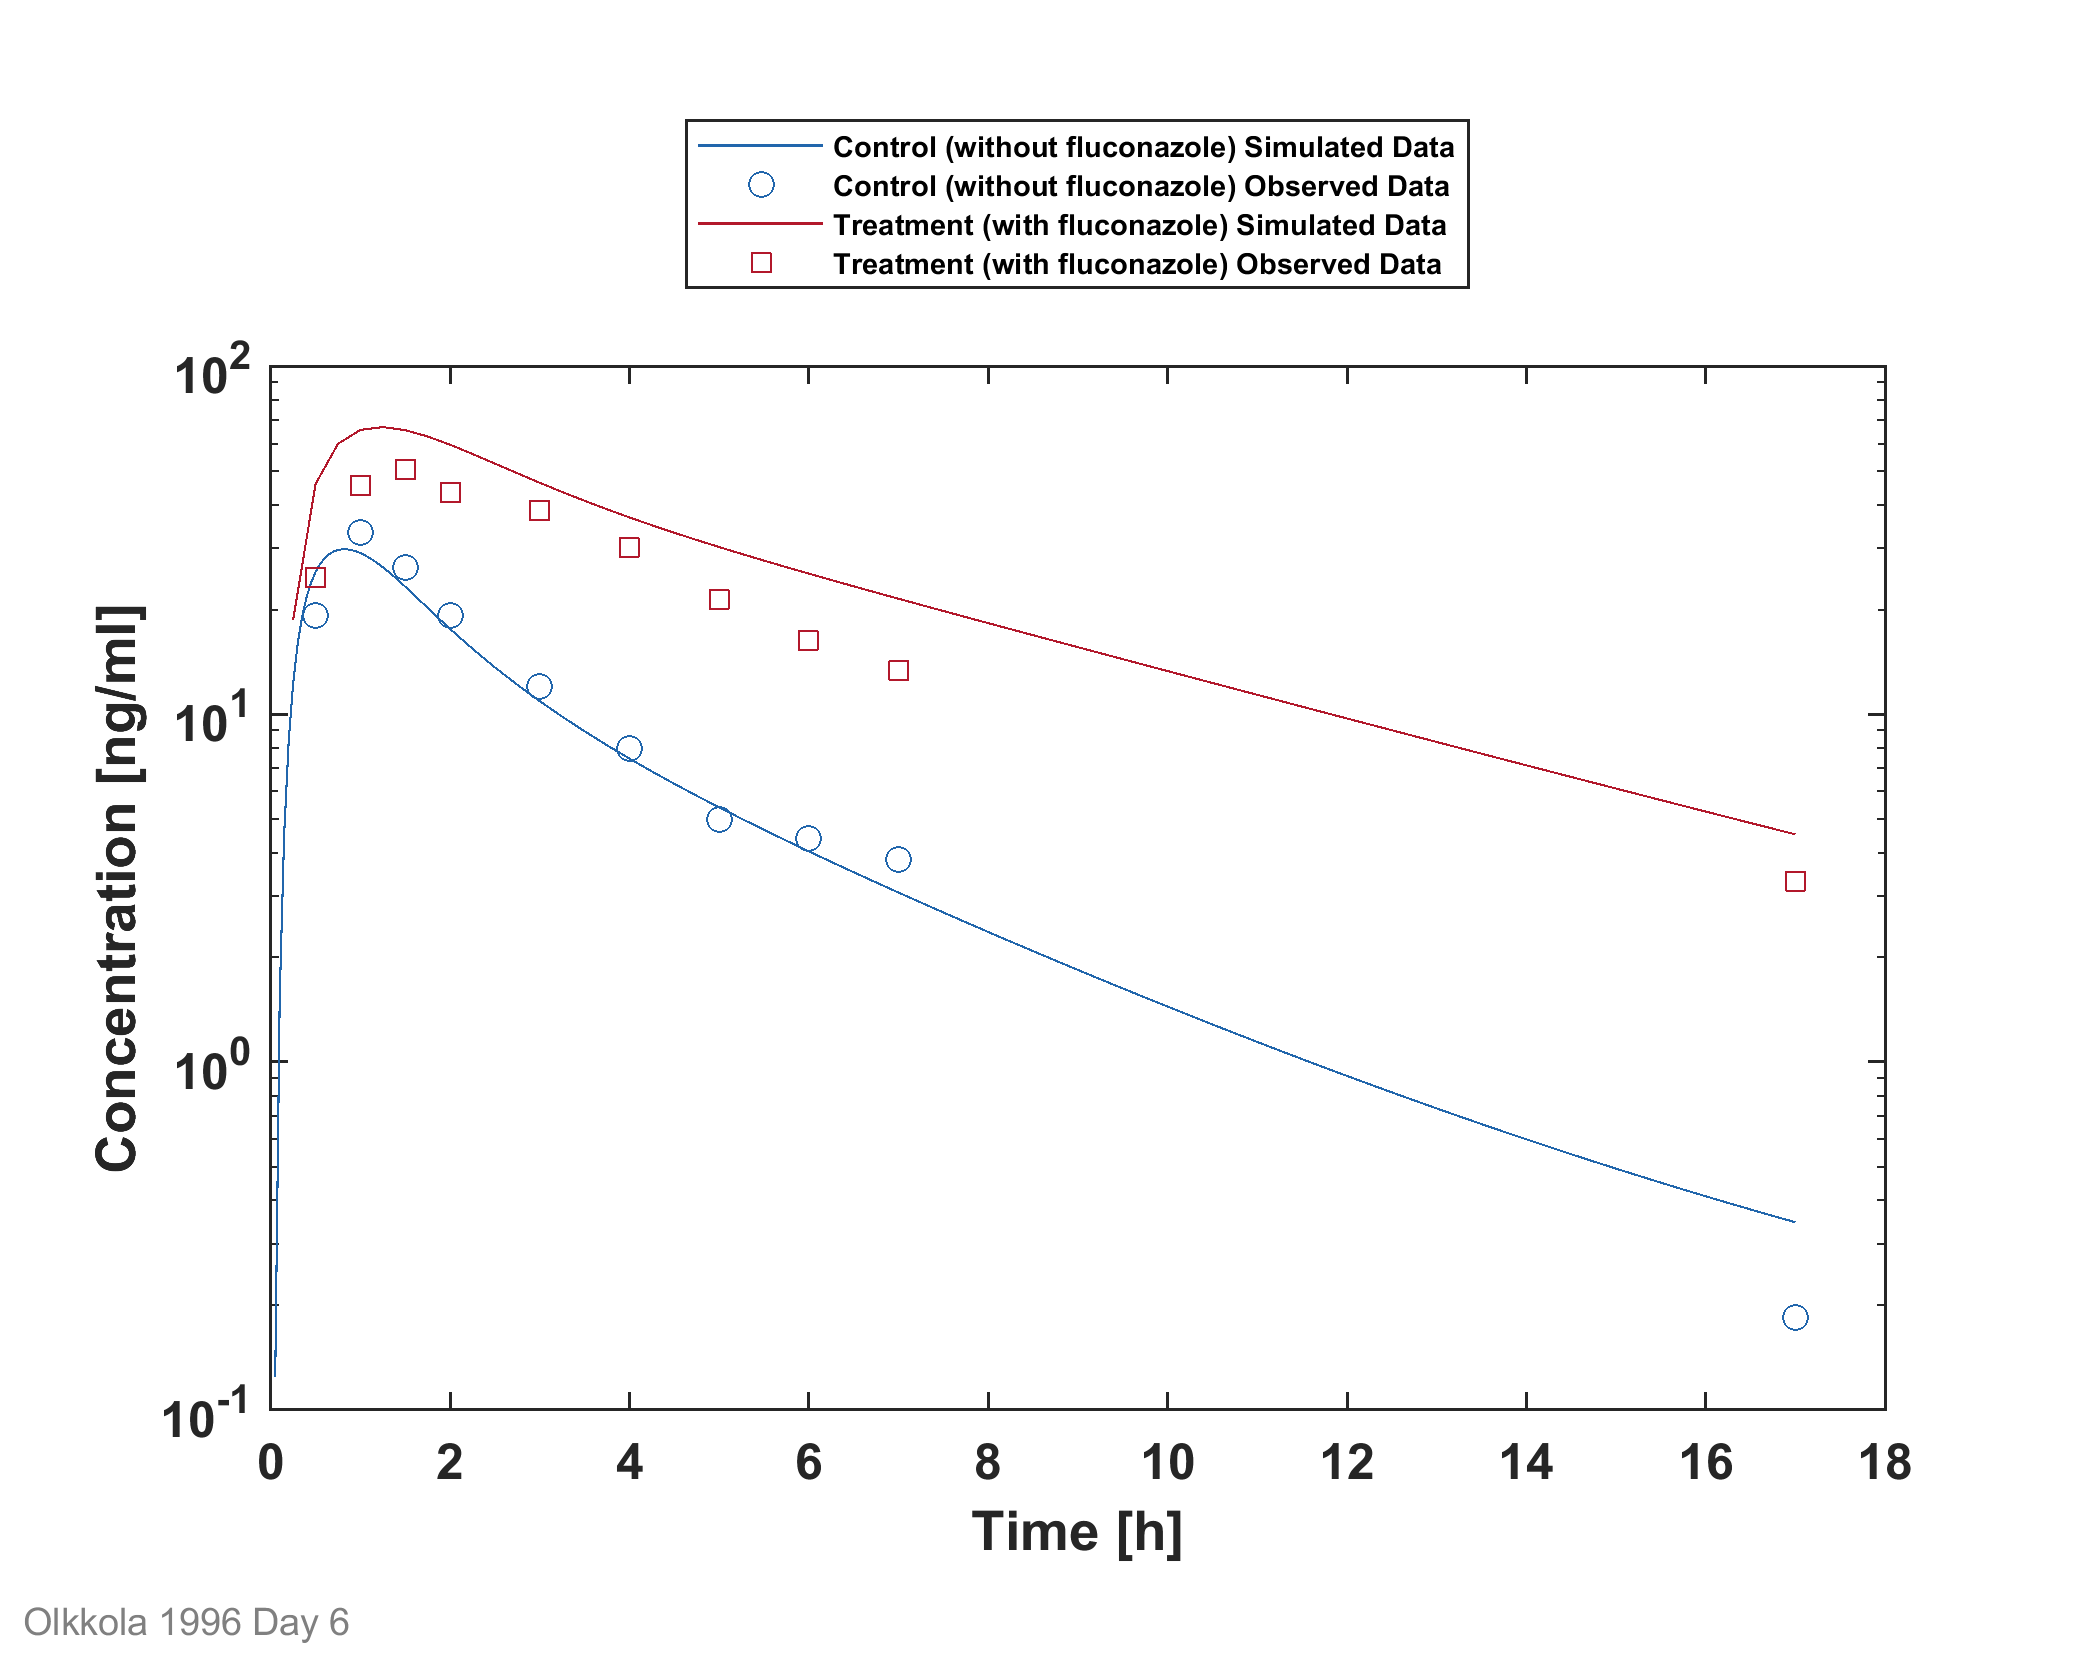 Control (without fluconazole) Simulated Data
Control (without fluconazole) Observed Data
Treatment (with fluconazole) Simulated Data
Treatment (with fluconazole) Observed Data
10^2
10^1
10^0
10^-1
Concentration [ng/ml]
0 2 4 6 8 10 12 14 16 18
Time [h]
Olkkola 1996 Day 6